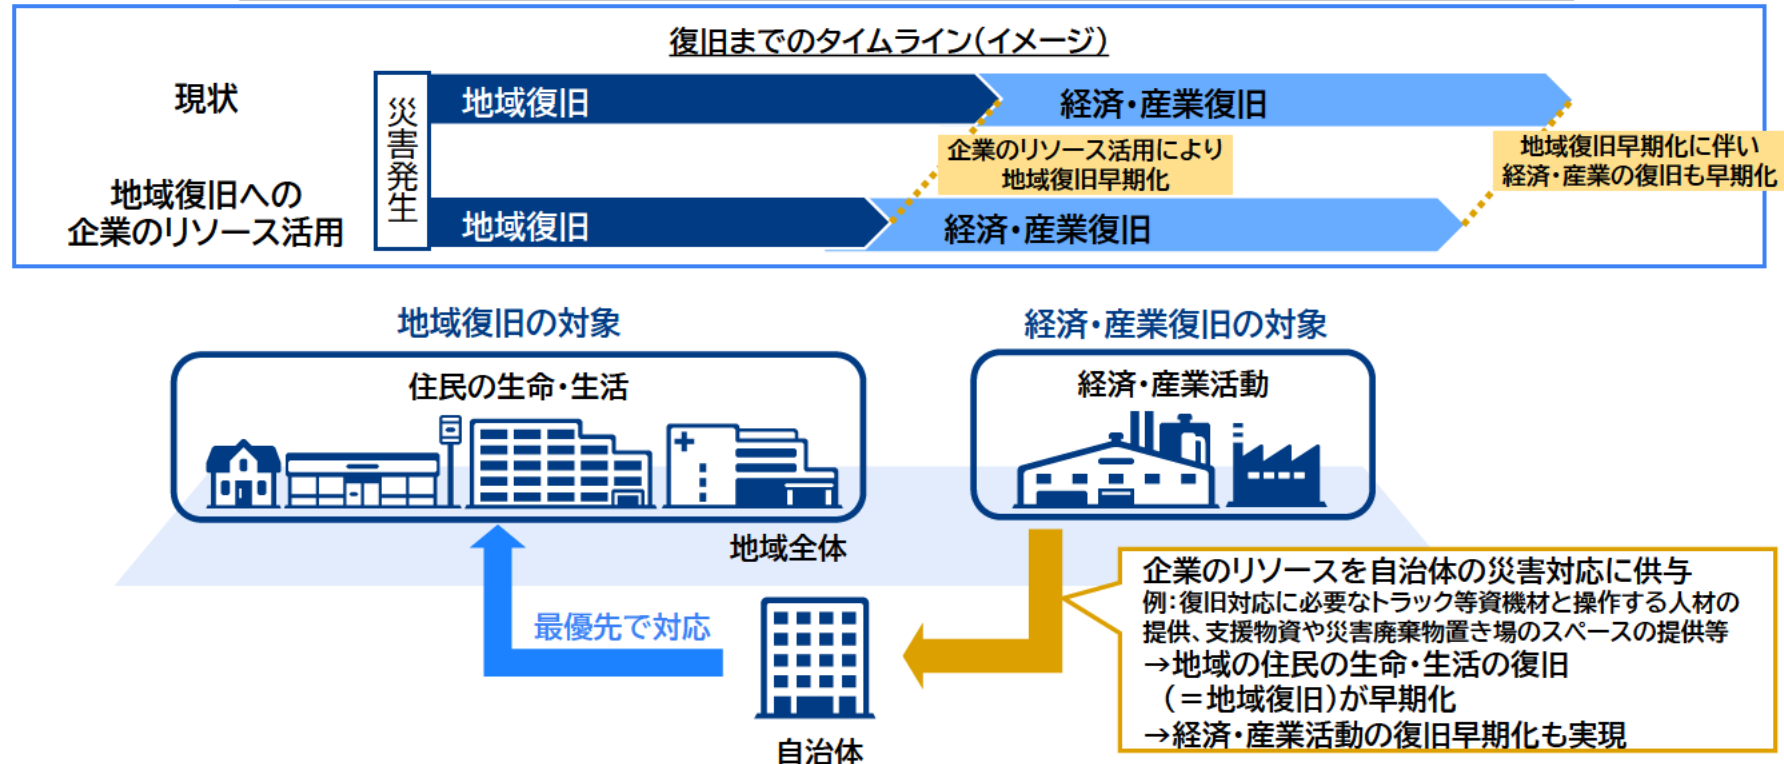 復旧までのタイムライン(イメージ)
現状
災害発生
地域復旧
経済・産業復旧
企業のリソース活用により
地域復旧早期化
地域復旧早期化に伴い
経済・産業の復旧も早期化
地域復旧への
企業のリソース活用
地域復旧
経済・産業復旧
地域復旧の対象
住民の生命・生活
経済・産業復旧の対象
経済・産業活動
地域全体
最優先で対応
自治体
企業のリソースを自治体の災害対応に供与
例:復旧対応に必要なトラック等資機材と操作する人材の
提供、支援物資や災害廃棄物置き場のスペースの提供等
→地域の住民の生命・生活の復旧
(=地域復旧)が早期化
→経済・産業活動の復旧早期化も実現